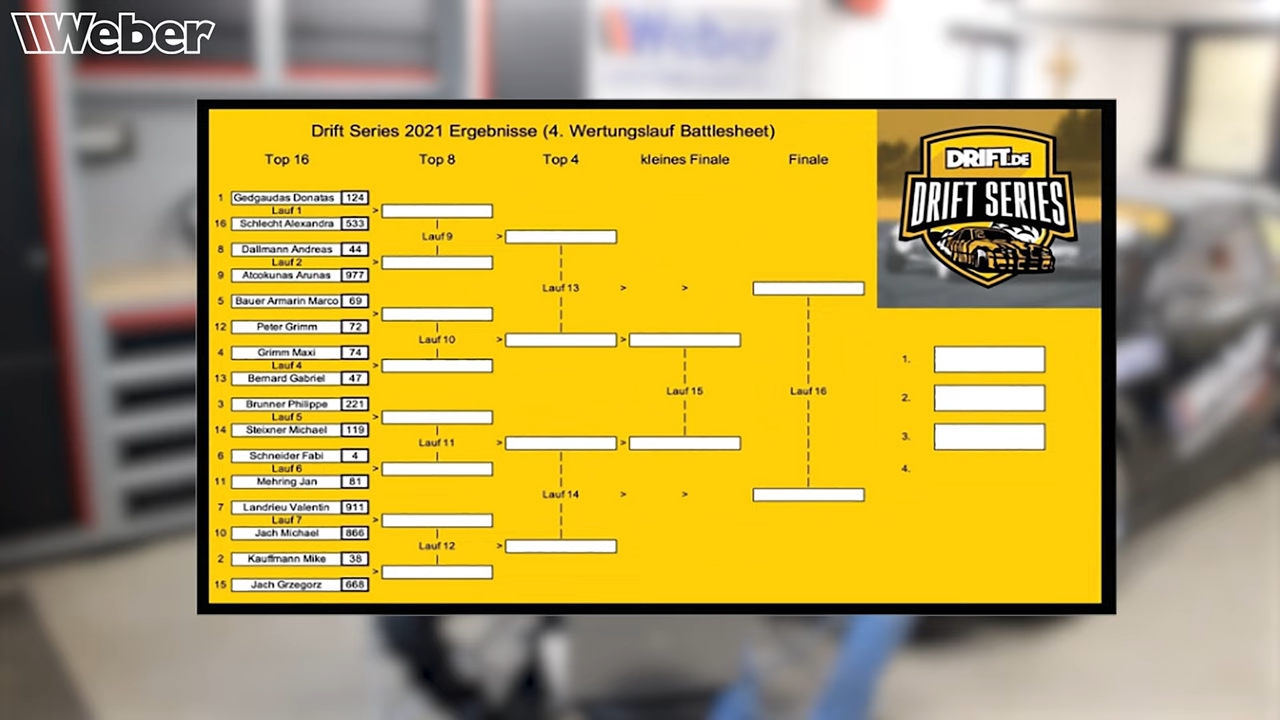 Weber
Weber
Drift Series 2021 Ergebnisse (4. Wertungslauf Battlesheet)
Top 16 Top 8 Top 4 kleines Finale Finale
DRIFT.DE
DRIFT SERIES
1 Gedgaudas Donatas 124
Lauf 1 >
16 Schlecht Alexandra 533
Lauf 9 >
8 Dallmann Andreas 44
Lauf 2 >
9 Atcokunas Arunas 977
Lauf 13 > >
5 Bauer Armarin Marco 69
>
12 Peter Grimm 72
Lauf 10 > >
4 Grimm Maxi 74
1.
Lauf 4 >
13 Bernard Gabriel 47
Lauf 15 Lauf 16
2.
3 Brunner Philippe 221
Lauf 5 >
14 Steixner Michael 119
3.
Lauf 11 > >
6 Schneider Fabi 4
Lauf 6 >
4.
11 Mehring Jan 81
Lauf 14 > >
7 Landrieu Valentin 911
Lauf 7 >
10 Jach Michael 866
Lauf 12 >
2 Kauffmann Mike 38
>
15 Jach Grzegorz 668